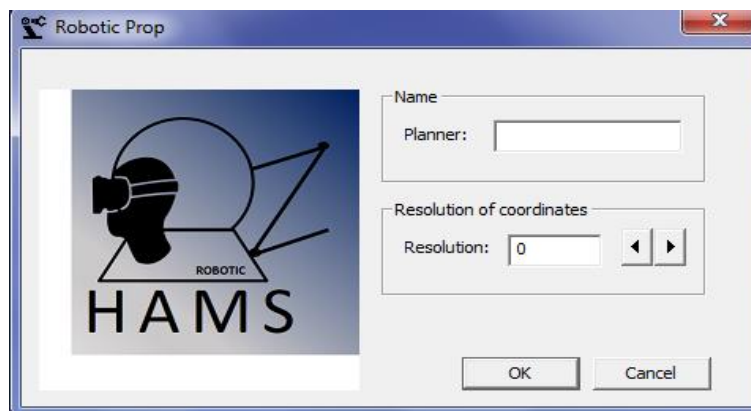 Robotic Prop
Name
Planner:
Resolution of coordinates
Resolution: 0
ROBOTIC
HAMS
OK Cancel